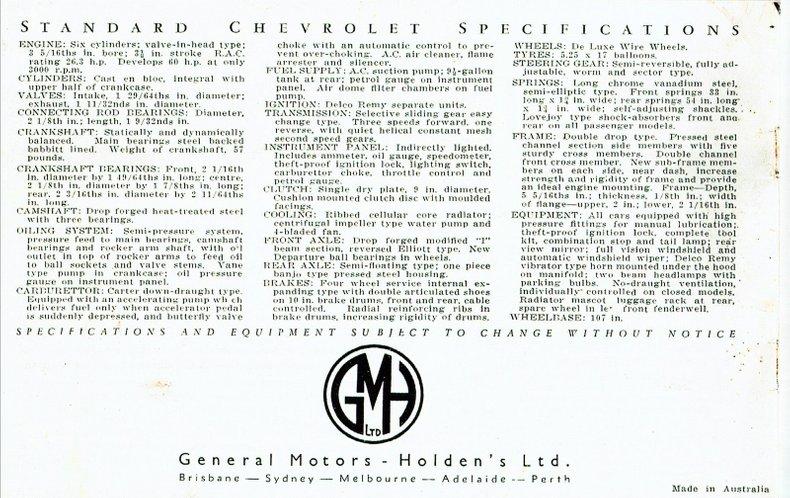 STANDARD CHEVROLET SPECIFICATIONS
ENGINE: Six cylinders; valve-in-head type;
3 5/16ths in. bore; 3½ in. stroke R.A.C.
rating 26.3 h.p. Develops 60 h.p. at only
3000 r.p.m.
CYLINDERS: Cast en bloc, integral with
upper half of crankcase.
VALVES: Intake, 1 29/64ths in. diameter;
exhaust, 1 11/32nds in. diameter.
CONNECTING ROD BEARINGS: Diameter,
2 1/8th in.; length, 1 9/32nds in.
CRANKSHAFT: Statically and dynamically
balanced. Main bearings steel backed
babbitt lined. Weight of crankshaft, 57
pounds.
CRANKSHAFT BEARINGS: Front, 2 1/16th
in. diameter by 1 49/64ths long; centre,
2 1/8th in. diameter by 1 7/8ths in. long;
rear, 2 3/16ths in. diameter by 2 11/64ths
in. long.
CAMSHAFT: Drop forged heat-treated steel
with three bearings.
OILING SYSTEM: Semi-pressure system,
pressure feed to main bearings, camshaft
bearings and rocker arm shaft, with
outlet in top of rocker arms to feed oil
to ball sockets and valve stems. Vane
type pump in crankcase; oil pressure
gauge on instrument panel.
CARBURETTOR: Carter down-draught type.
Equipped with an accelerating pump which
delivers fuel only when accelerator pedal
is suddenly depressed, and butterfly valve
choke with an automatic control to pre-
vent over-choking. A.C. air cleaner, flame
arrester and silencer.
FUEL SUPPLY: A.C. suction pump; 9½-gallon
tank at rear; petrol gauge on instrument
panel. Air dome filter chambers on fuel
pump.
IGNITION: Delco Remy separate units.
TRANSMISSION: Selective sliding gear easy
change type. Three speeds forward, one
reverse, with quiet helical constant mesh
second speed gears.
INSTRUMENT PANEL: Indirectly lighted.
Includes ammeter, oil gauge, speedometer,
theft-proof ignition lock, lighting switch,
carburettor choke, throttle control and
petrol gauge.
CLUTCH: Single dry plate, 9 in. diameter,
Cushion mounted clutch disc with moulded
facings.
COOLING: Ribbed cellular core radiator;
centrifugal impeller type water pump and
4-bladed fan.
FRONT AXLE: Drop forged modified "I"
beam section, reversed Elliott type. New
Departure ball bearings in wheels.
REAR AXLE: Semi-floating type; one piece
banjo type pressed steel housing.
BRAKES: Four wheel service internal ex-
panding type with double articulated shoes
on 10 in. brake drums, front and rear, cable
controlled. Radial reinforcing ribs in
brake drums, increasing rigidity of drums.
WHEELS: De Luxe Wire Wheels.
TYRES: 5.25 x 17 balloons.
STEERING GEAR: Semi-reversible, fully ad-
justable, worm and sector type.
SPRINGS: Long chrome vanadium steel,
semi-elliptic type. Front springs 33 in.
long x 1¾ in. wide; rear springs 54 in. long
x 1¾ in. wide; self-adjusting shackles.
Lovejoy type shock-absorbers front and
rear on all passenger models.
FRAME: Double drop type. Pressed steel
channel section side members with five
sturdy cross members. Double channel
front cross member. New sub-frame mem-
bers on each side, near dash, increase
strength and rigidity of frame and provide
an ideal engine mounting. Frame—Depth,
5 5/16ths in.; thickness, 1/8th in.; width
of flange—upper, 2 in.; lower, 2 1/16th in.
EQUIPMENT: All cars equipped with high
pressure fittings for manual lubrication;
theft-proof ignition lock, complete tool
kit, combination stop and tail lamp; rear
view mirror; full vision windshield and
automatic windshield wiper; Delco Remy
vibrator type horn mounted under the hood
on manifold; two beam headlamps with
parking bulbs. No-draught ventilation,
individually controlled on closed models.
Radiator mascot luggage rack at rear,
spare wheel in front fenderwell.
WHEELBASE: 107 in.
SPECIFICATIONS AND EQUIPMENT SUBJECT TO CHANGE WITHOUT NOTICE
GMH
LTD
General Motors - Holden's Ltd.
Brisbane — Sydney — Melbourne — Adelaide — Perth
Made in Australia